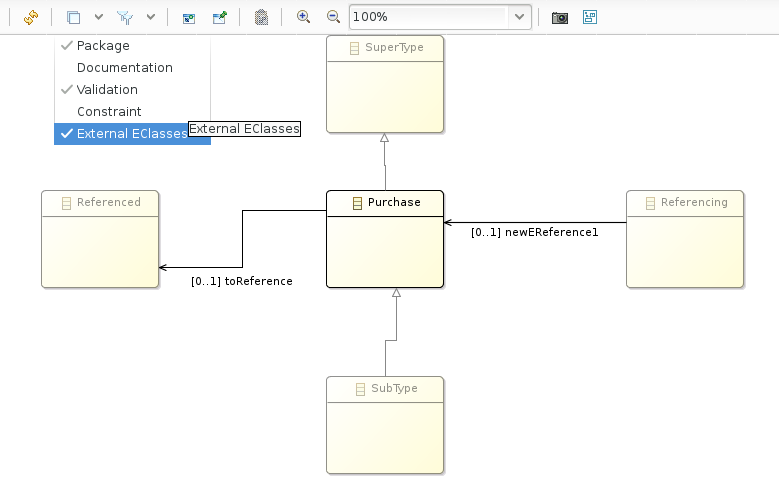 100%
Package
Documentation
Validation
Constraint
External EClasses
External EClasses
SuperType
Referenced
Purchase
Referencing
[0..1] newEReference1
[0..1] toReference
SubType